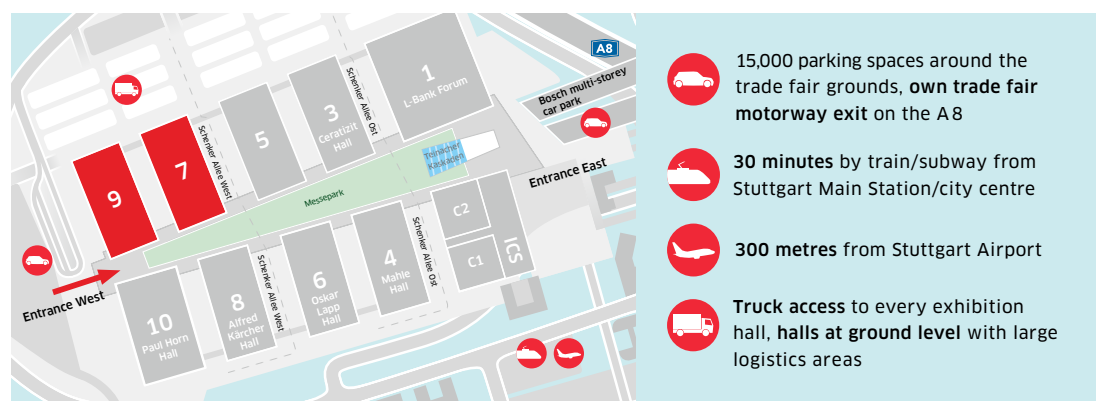 A8
Bosch multi-storey
car park
1
L-Bank Forum
Schenker Allee Ost
3
Ceratizit
Hall
5
Schenker Allee West
7
9
Teinacher
Kaskaden
Messepark
Entrance East
Entrance West
10
Paul Horn
Hall
8
Alfred
Kärcher
Hall
Schenker Allee West
6
Oskar
Lapp
Hall
4
Mahle
Hall
Schenker Allee Ost
C2
C1
ICS
15,000 parking spaces around the
trade fair grounds, own trade fair
motorway exit on the A8
30 minutes by train/subway from
Stuttgart Main Station/city centre
300 metres from Stuttgart Airport
Truck access to every exhibition
hall, halls at ground level with large
logistics areas